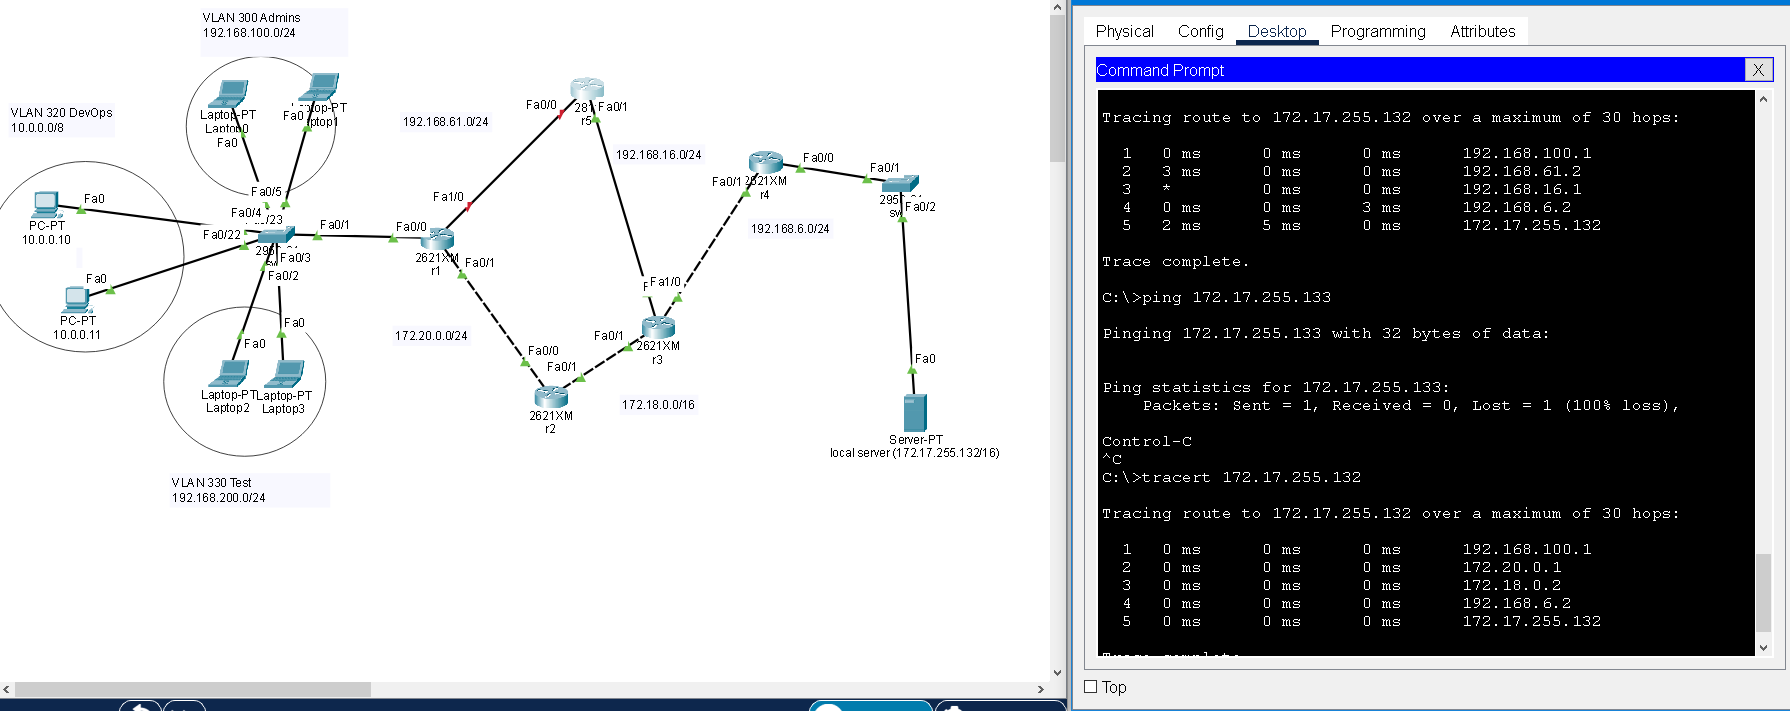 VLAN 300 Admins
192.168.100.0/24
VLAN 320 DevOps
10.0.0.0/8
Laptop-PT
Laptop0
Fa0
Laptop-PT
Fa0
Fa0
PC-PT
10.0.0.10
Fa0
PC-PT
10.0.0.11
Fa0/5
Fa0/4
Fa0/22
Fa0/3
Fa0/2
Fa0/1
Fa0/0
Fa1/0
2621XM
r1
Fa0/1
Fa0
Fa0
Laptop-PT
Laptop2
Laptop-PT
Laptop3
VLAN 330 Test
192.168.200.0/24
192.168.61.0/24
Fa0/0
Fa0/1
r5
192.168.16.0/24
172.20.0.0/24
Fa0/0
Fa0/1
2621XM
r2
172.18.0.0/16
Fa0/1
Fa1/0
2621XM
r3
192.168.6.0/24
Fa0/1
Fa0/0
2621XM
r4
Fa0/1
Fa0/2
Fa0
Server-PT
local server (172.17.255.132/16)
Physical Config Desktop Programming Attributes
Command Prompt X
Tracing route to 172.17.255.132 over a maximum of 30 hops:
1 0 ms 0 ms 0 ms 192.168.100.1
2 3 ms 0 ms 0 ms 192.168.61.2
3 * 0 ms 0 ms 192.168.16.1
4 0 ms 0 ms 3 ms 192.168.6.2
5 2 ms 5 ms 0 ms 172.17.255.132
Trace complete.
C:\>ping 172.17.255.133
Pinging 172.17.255.133 with 32 bytes of data:
Ping statistics for 172.17.255.133:
Packets: Sent = 1, Received = 0, Lost = 1 (100% loss),
Control-C
^C
C:\>tracert 172.17.255.132
Tracing route to 172.17.255.132 over a maximum of 30 hops:
1 0 ms 0 ms 0 ms 192.168.100.1
2 0 ms 0 ms 0 ms 172.20.0.1
3 0 ms 0 ms 0 ms 172.18.0.2
4 0 ms 0 ms 0 ms 192.168.6.2
5 0 ms 0 ms 0 ms 172.17.255.132
Trace complete.
Top